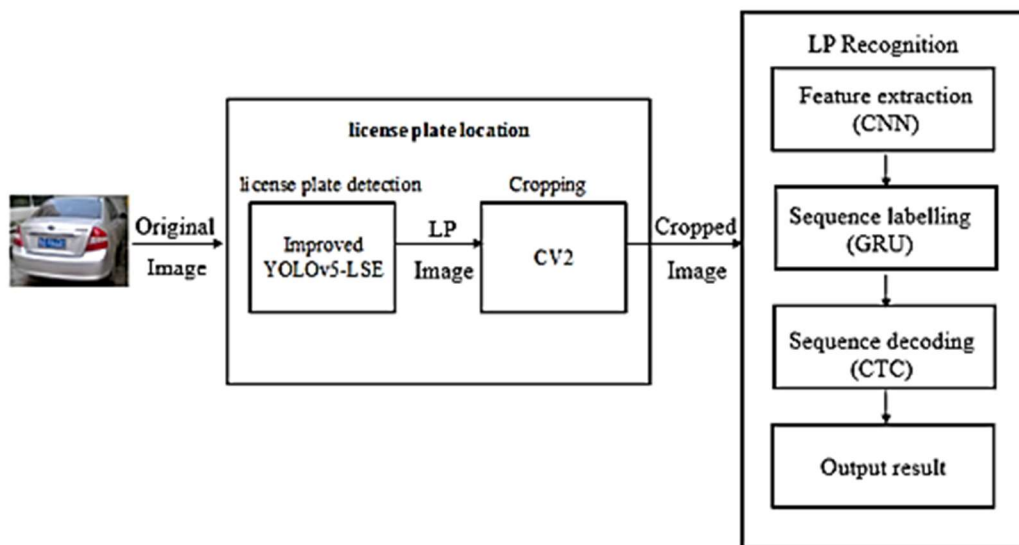 LP Recognition
Feature extraction
(CNN)
license plate location
license plate detection
Cropping
Sequence labelling
(GRU)
Original
Image
Improved
YOLOv5-LSE
LP
Image
CV2
Cropped
Image
Sequence decoding
(CTC)
Output result